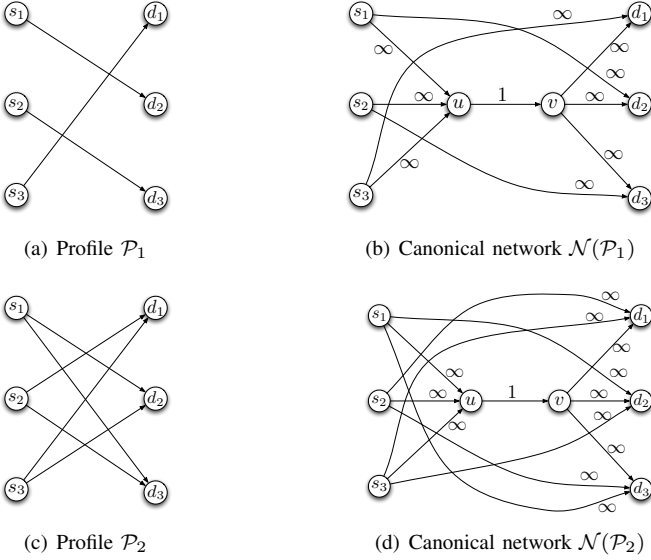 s₁ d₁
s₂ d₂
s₃ d₃
(a) Profile 𝒫₁
s₁ ∞ d₁
∞ ∞
∞
s₂ ∞ u 1 v ∞ d₂
∞ ∞
s₃ ∞ d₃
(b) Canonical network 𝒩(𝒫₁)
s₁ d₁
s₂ d₂
s₃ d₃
(c) Profile 𝒫₂
∞
s₁ ∞ d₁
∞
∞ ∞
s₂ ∞ u 1 v ∞ d₂
∞ ∞
∞
s₃ ∞ d₃
∞
(d) Canonical network 𝒩(𝒫₂)